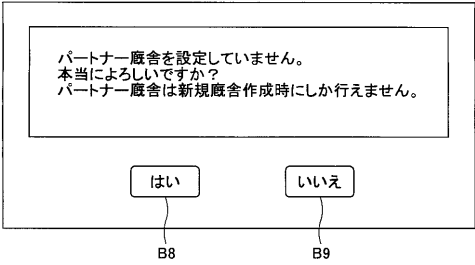 パートナー厩舎を設定していません。
本当によろしいですか？
パートナー厩舎は新規厩舎作成時にしか行えません。
はい
いいえ
B8
B9